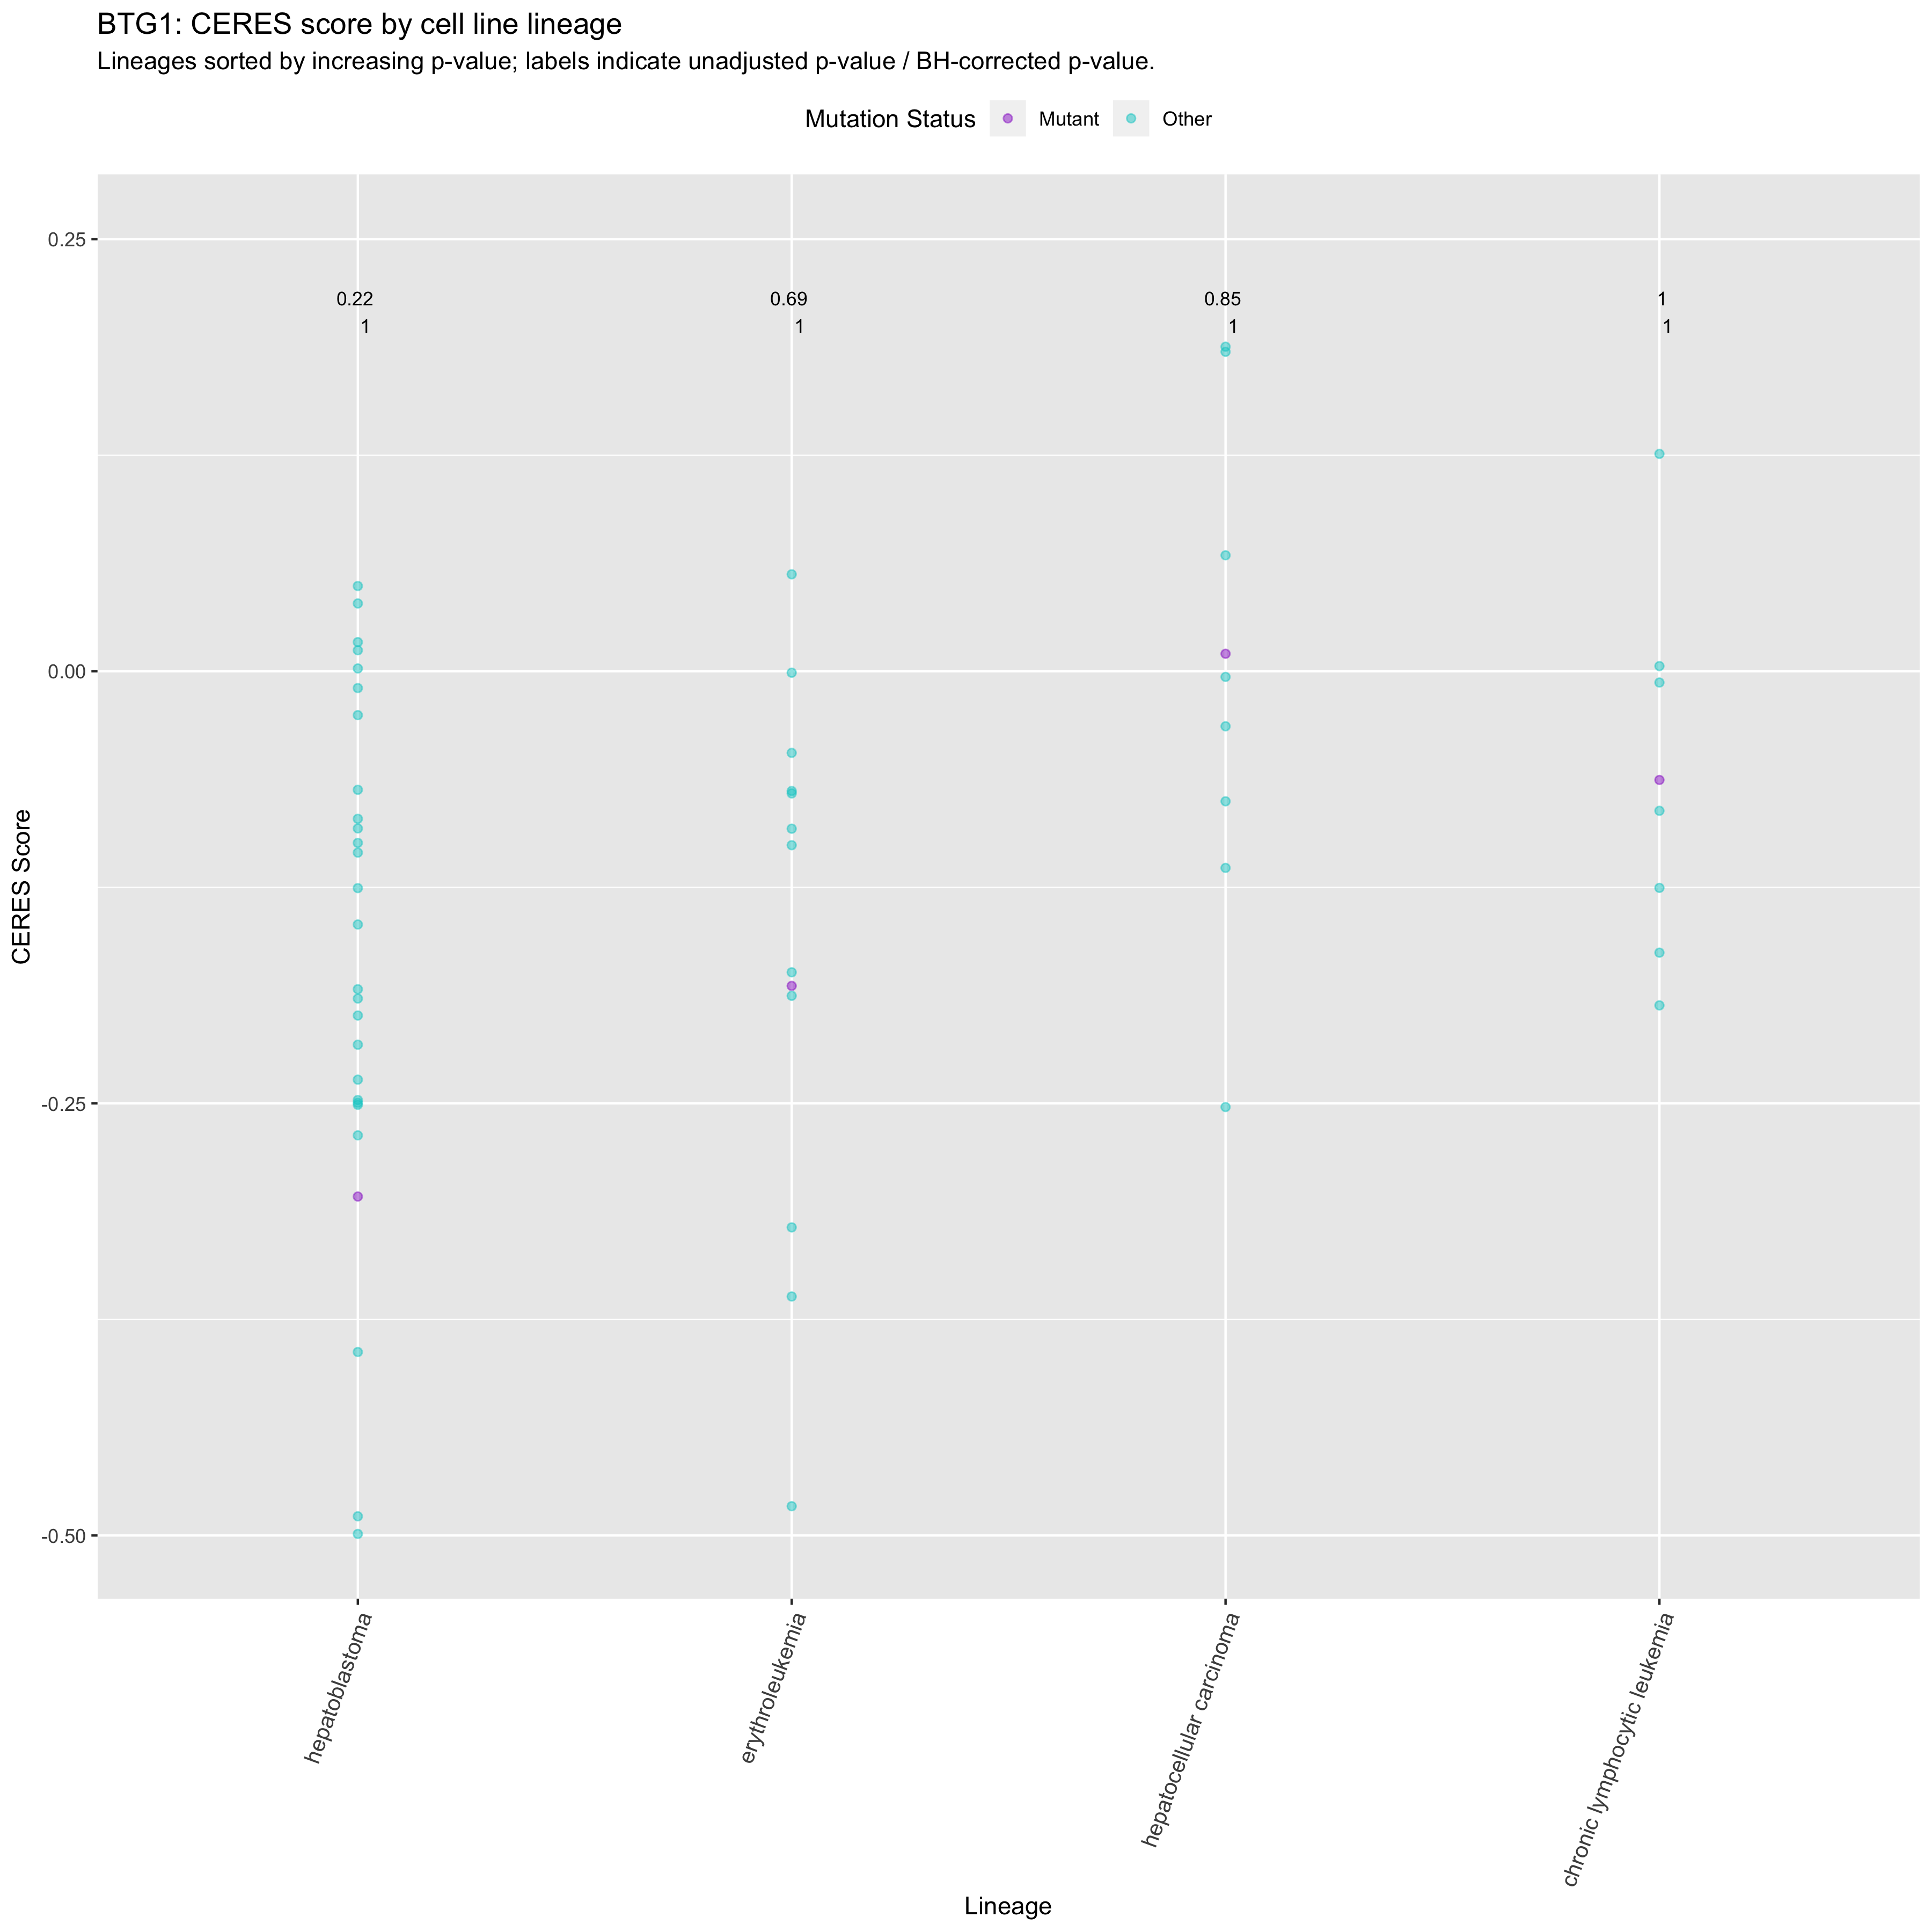 BTG1: CERES score by cell line lineage
Lineages sorted by increasing p-value; labels indicate unadjusted p-value / BH-corrected p-value.
Mutation Status Mutant Other
0.25
0.22 0.69 0.85 1
1 1 1 1
0.00
CERES Score
-0.25
-0.50
hepatoblastoma
erythroleukemia
hepatocellular carcinoma
chronic lymphocytic leukemia
Lineage